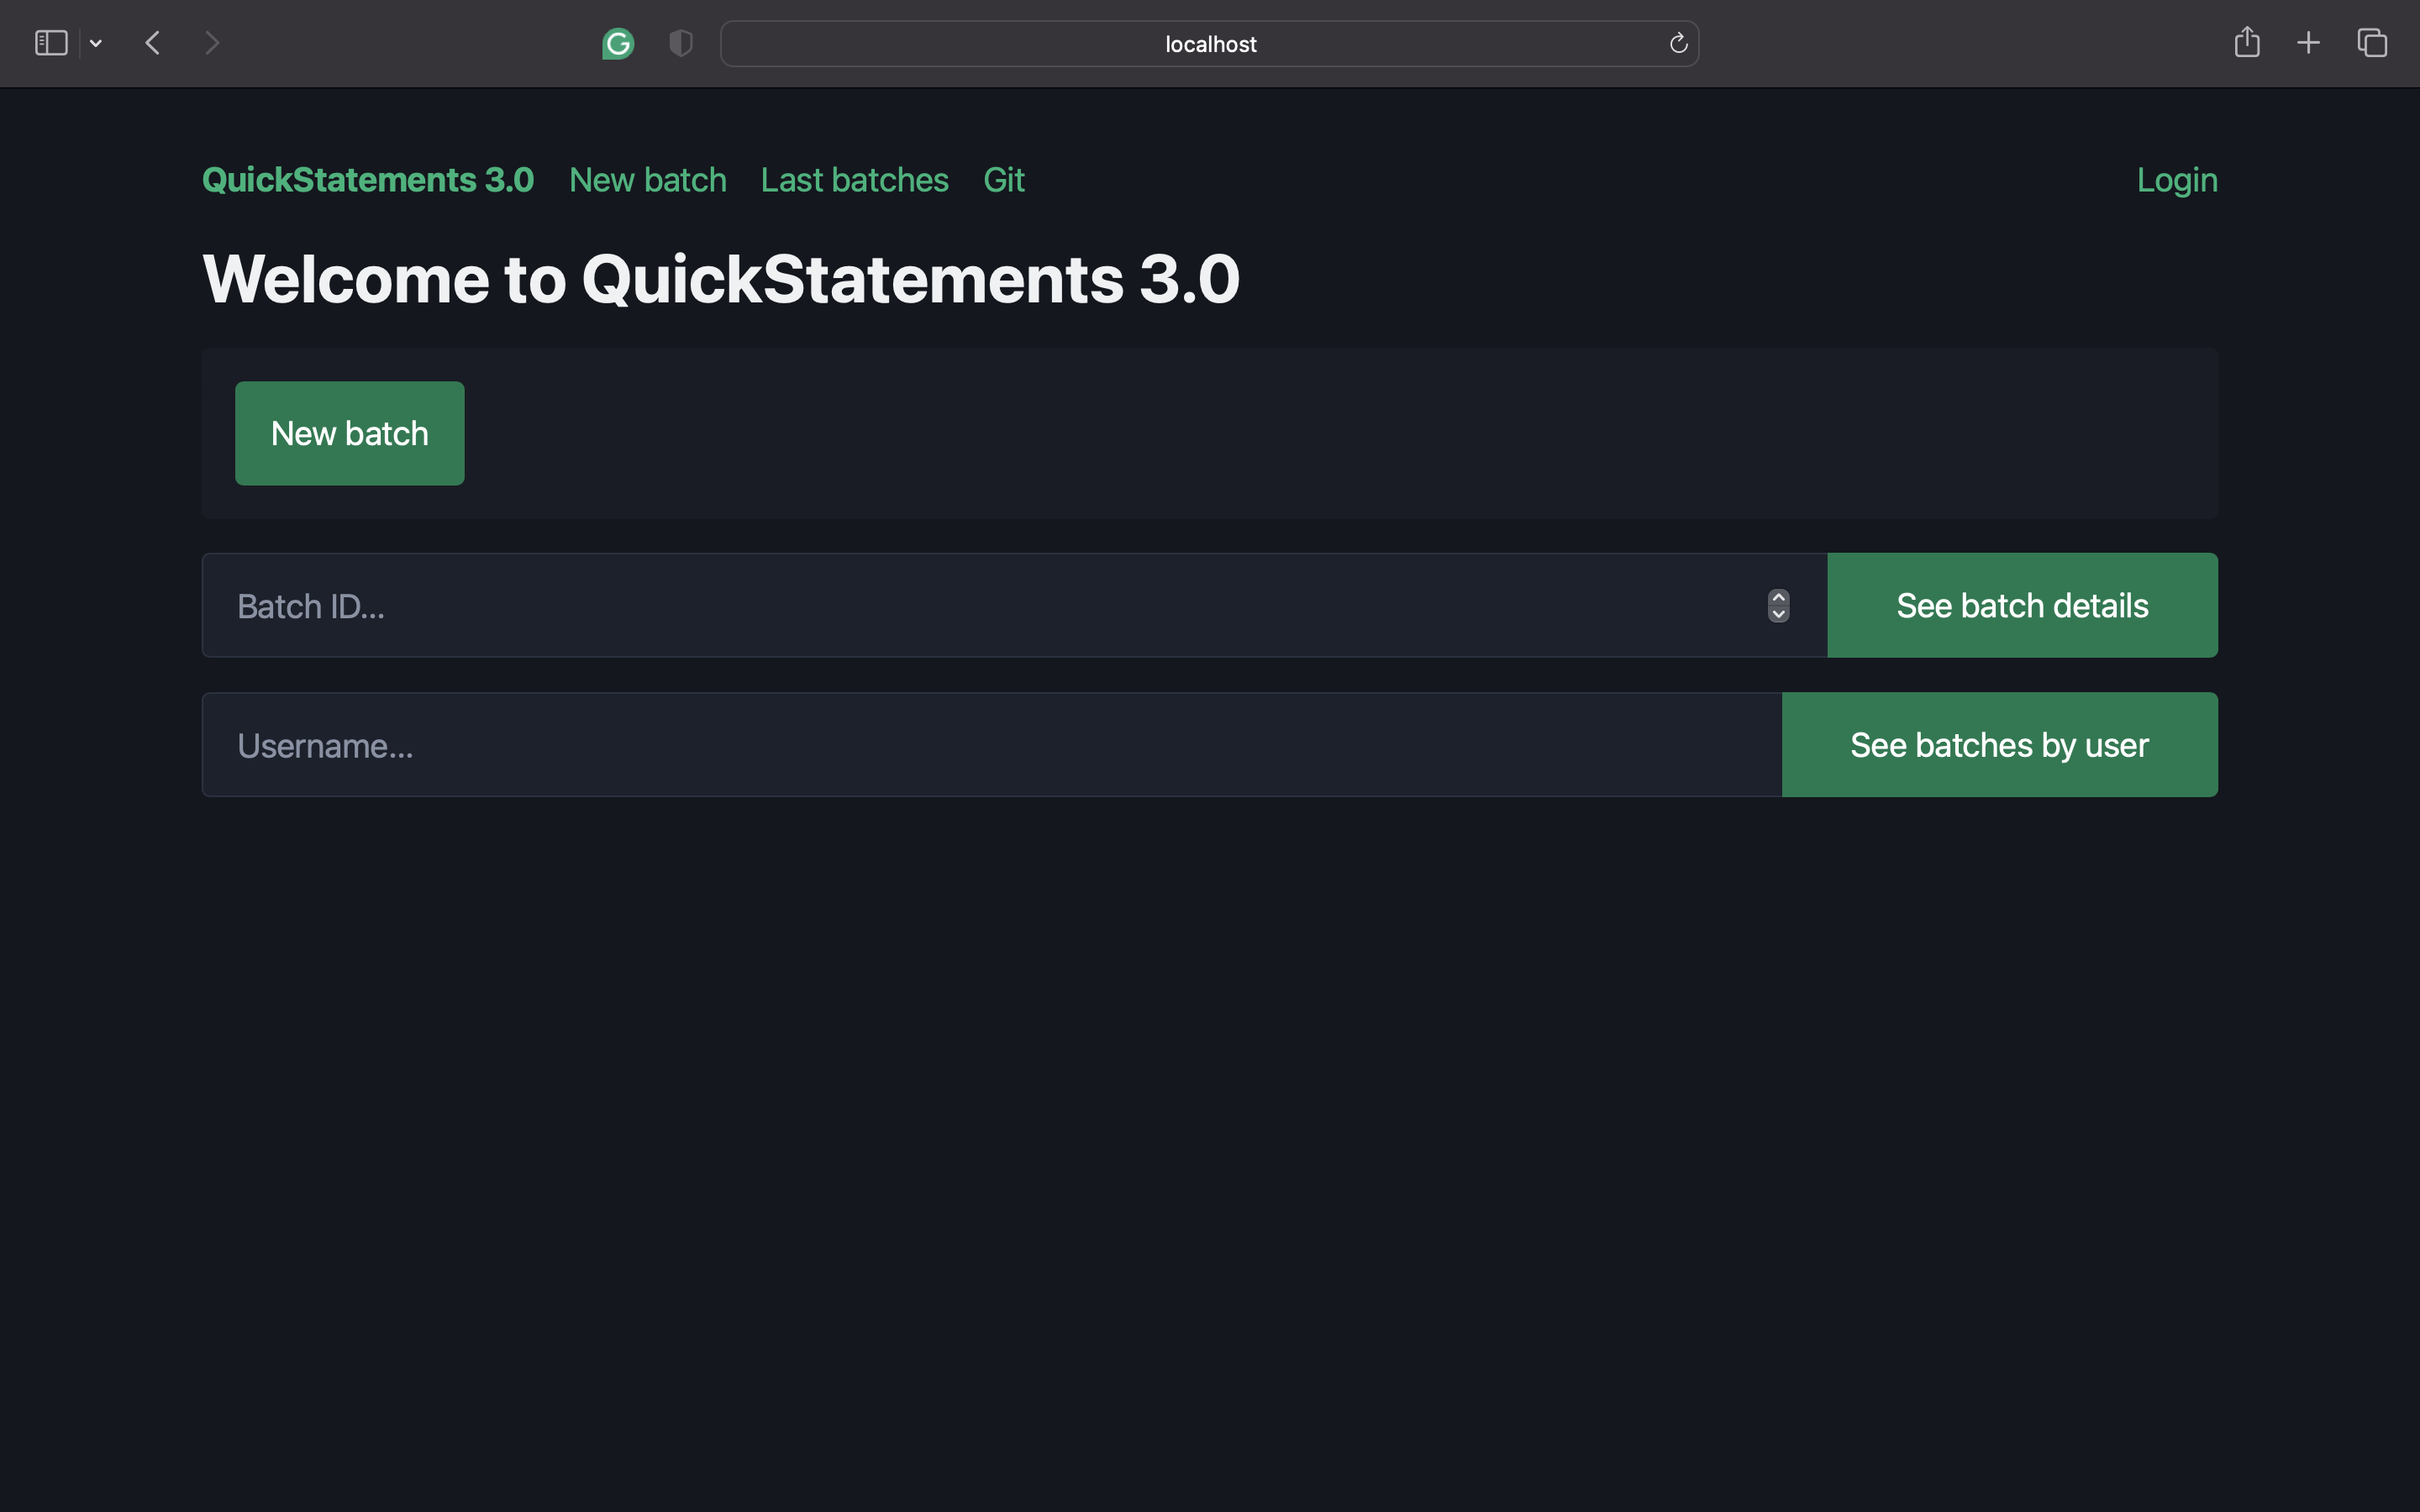 localhost
QuickStatements 3.0 New batch Last batches Git Login
Welcome to QuickStatements 3.0
New batch
Batch ID... See batch details
Username... See batches by user